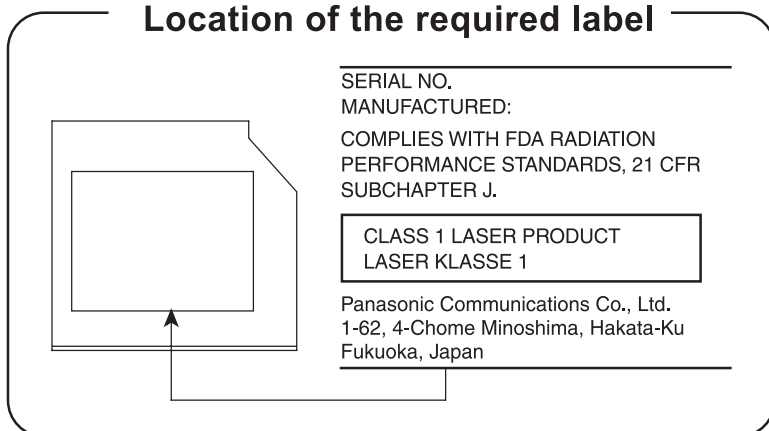 Location of the required label
SERIAL NO.
MANUFACTURED:
COMPLIES WITH FDA RADIATION
PERFORMANCE STANDARDS, 21 CFR
SUBCHAPTER J.
CLASS 1 LASER PRODUCT
LASER KLASSE 1
Panasonic Communications Co., Ltd.
1-62, 4-Chome Minoshima, Hakata-Ku
Fukuoka, Japan